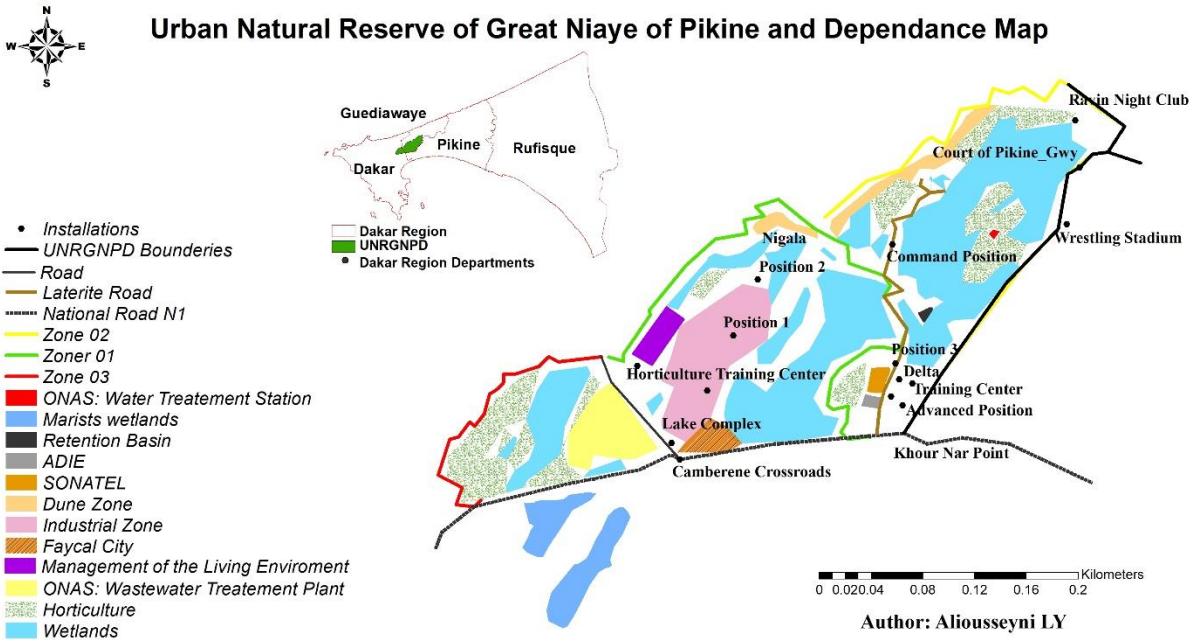 Urban Natural Reserve of Great Niaye of Pikine and Dependance Map
N
W E
S
Guediawaye
Pikine
Rufisque
Dakar
Dakar Region
UNRGNPD
Dakar Region Departments
Ravin Night Club
Court of Pikine_Gwy
Wrestling Stadium
Command Position
Nigala
Position 2
Position 1
Position 3
Horticulture Training Center
Delta
Training Center
Advanced Position
Lake Complex
Khour Nar Point
Camberene Crossroads
Installations
UNRGNPD Bounderies
Road
Laterite Road
National Road N1
Zone 02
Zoner 01
Zone 03
ONAS: Water Treatement Station
Marists wetlands
Retention Basin
ADIE
SONATEL
Dune Zone
Industrial Zone
Faycal City
Management of the Living Enviroment
ONAS: Wastewater Treatement Plant
Horticulture
Wetlands
Kilometers
0 0.020.04 0.08 0.12 0.16 0.2
Author: Aliousseyni LY